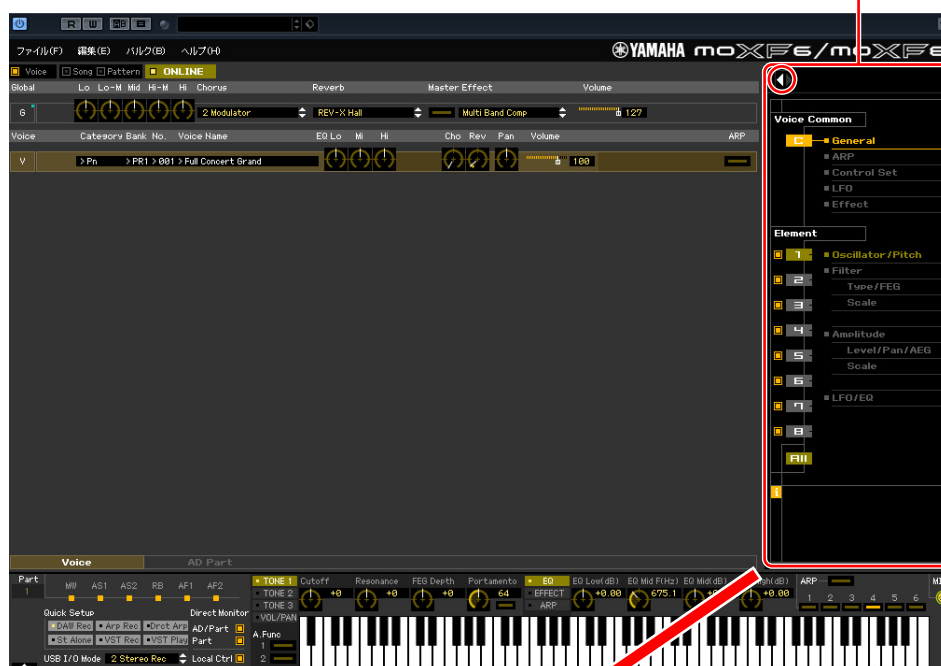 R W
ファイル(F) 編集(E) バルク(B) ヘルプ(H)
YAMAHA MOXF6/MOXF8
Voice Song Pattern ONLINE
Global Lo Lo-M Mid Hi-M Hi Chorus Reverb Master Effect Volume
G 2 Modulator REV-X Hall Multi Band Comp 127
Voice Category Bank No. Voice Name EQ Lo Mi Hi Cho Rev Pan Volume ARP
V Pn PR1 001 Full Concert Grand 100
Voice Common
C General
ARP
Control Set
LFO
Effect
Element
1 Oscillator/Pitch
2 Filter
Type/FEG
3 Scale
4 Amplitude
5 Level/Pan/AEG
Scale
6
7 LFO/EQ
8
All
i
Voice AD Part
Part 1
MW AS1 AS2 RB AF1 AF2
Quick Setup Direct Monitor
DAW Rec Arp Rec Drct Arp AD/Part
St Alone VST Rec VST Play Part
USB I/O Mode 2 Stereo Rec Local Ctrl
TONE 1 Cutoff Resonance FEG Depth Portamento
TONE 2 +0 +0 +0 64
TONE 3
VOL/PAN
A.Func
1
2
EQ EQ Low(dB) EQ Mid F(Hz) EQ Mid(dB)
EFFECT +0.00 675.1 +0.00
ARP
ARP
1 2 3 4 5 6